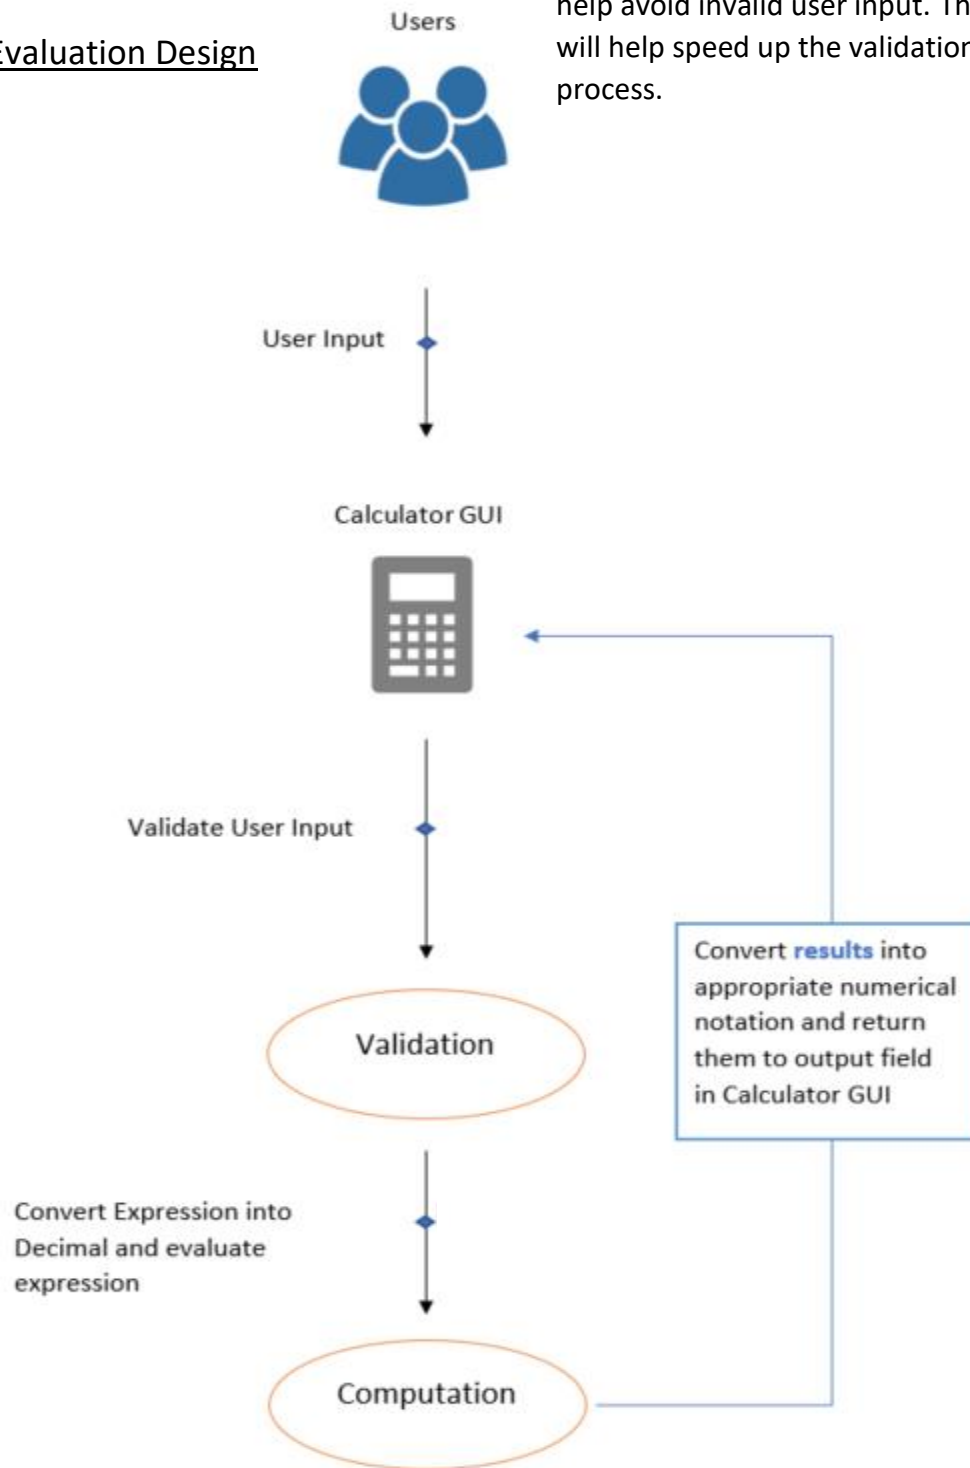 Users
help avoid invalid user input.
will help speed up the validation
process.
Evaluation Design
User Input
Calculator GUI
Validate User Input
Convert results into
appropriate numerical
notation and return
them to output field
in Calculator GUI
Validation
Convert Expression into
Decimal and evaluate
expression
Computation